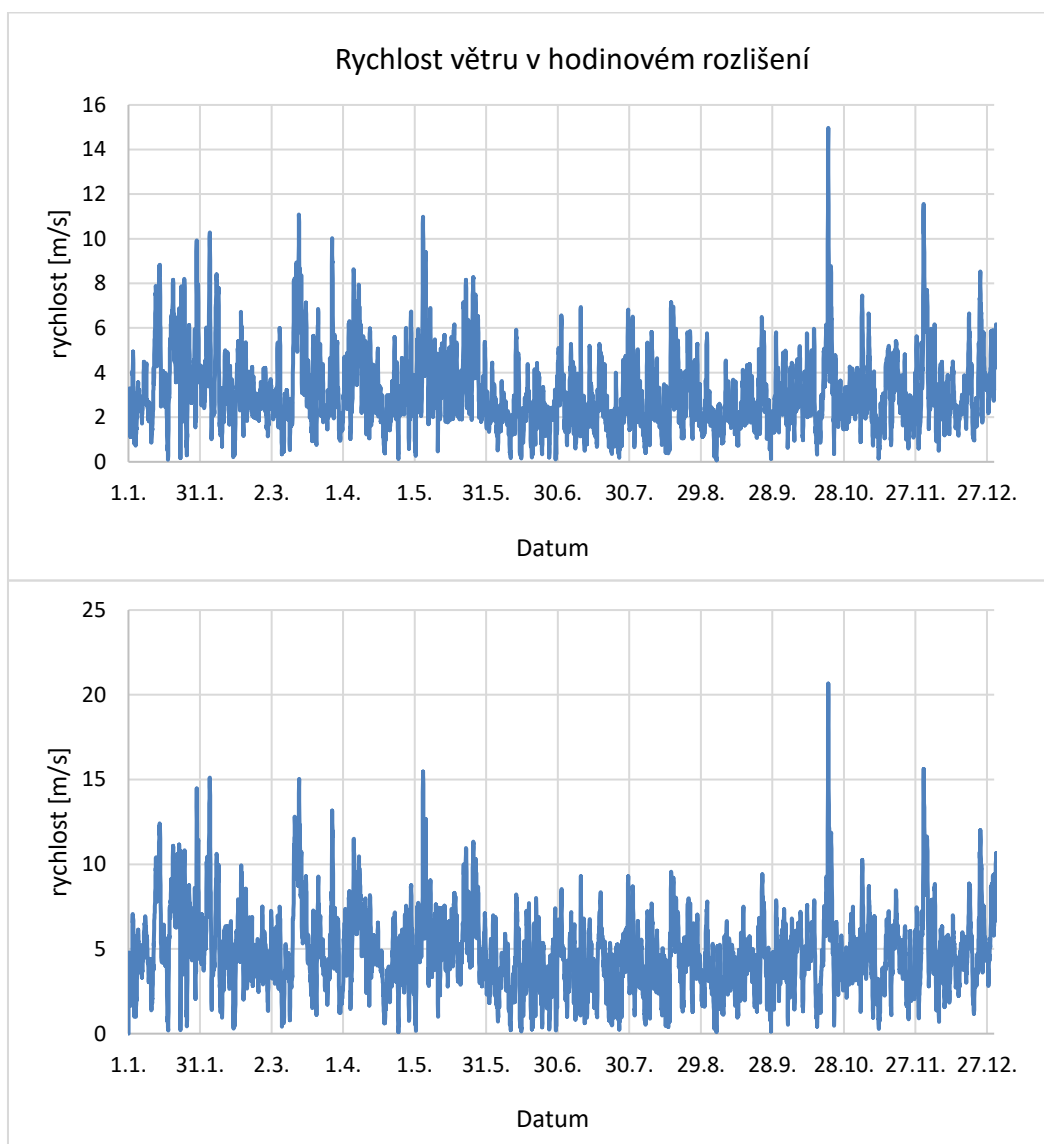 Rychlost větru v hodinovém rozlišení
16
14
12
10
8
6
4
2
0
rychlost [m/s]
1.1. 31.1. 2.3. 1.4. 1.5. 31.5. 30.6. 30.7. 29.8. 28.9. 28.10. 27.11. 27.12.
Datum
25
20
15
10
5
0
rychlost [m/s]
1.1. 31.1. 2.3. 1.4. 1.5. 31.5. 30.6. 30.7. 29.8. 28.9. 28.10. 27.11. 27.12.
Datum